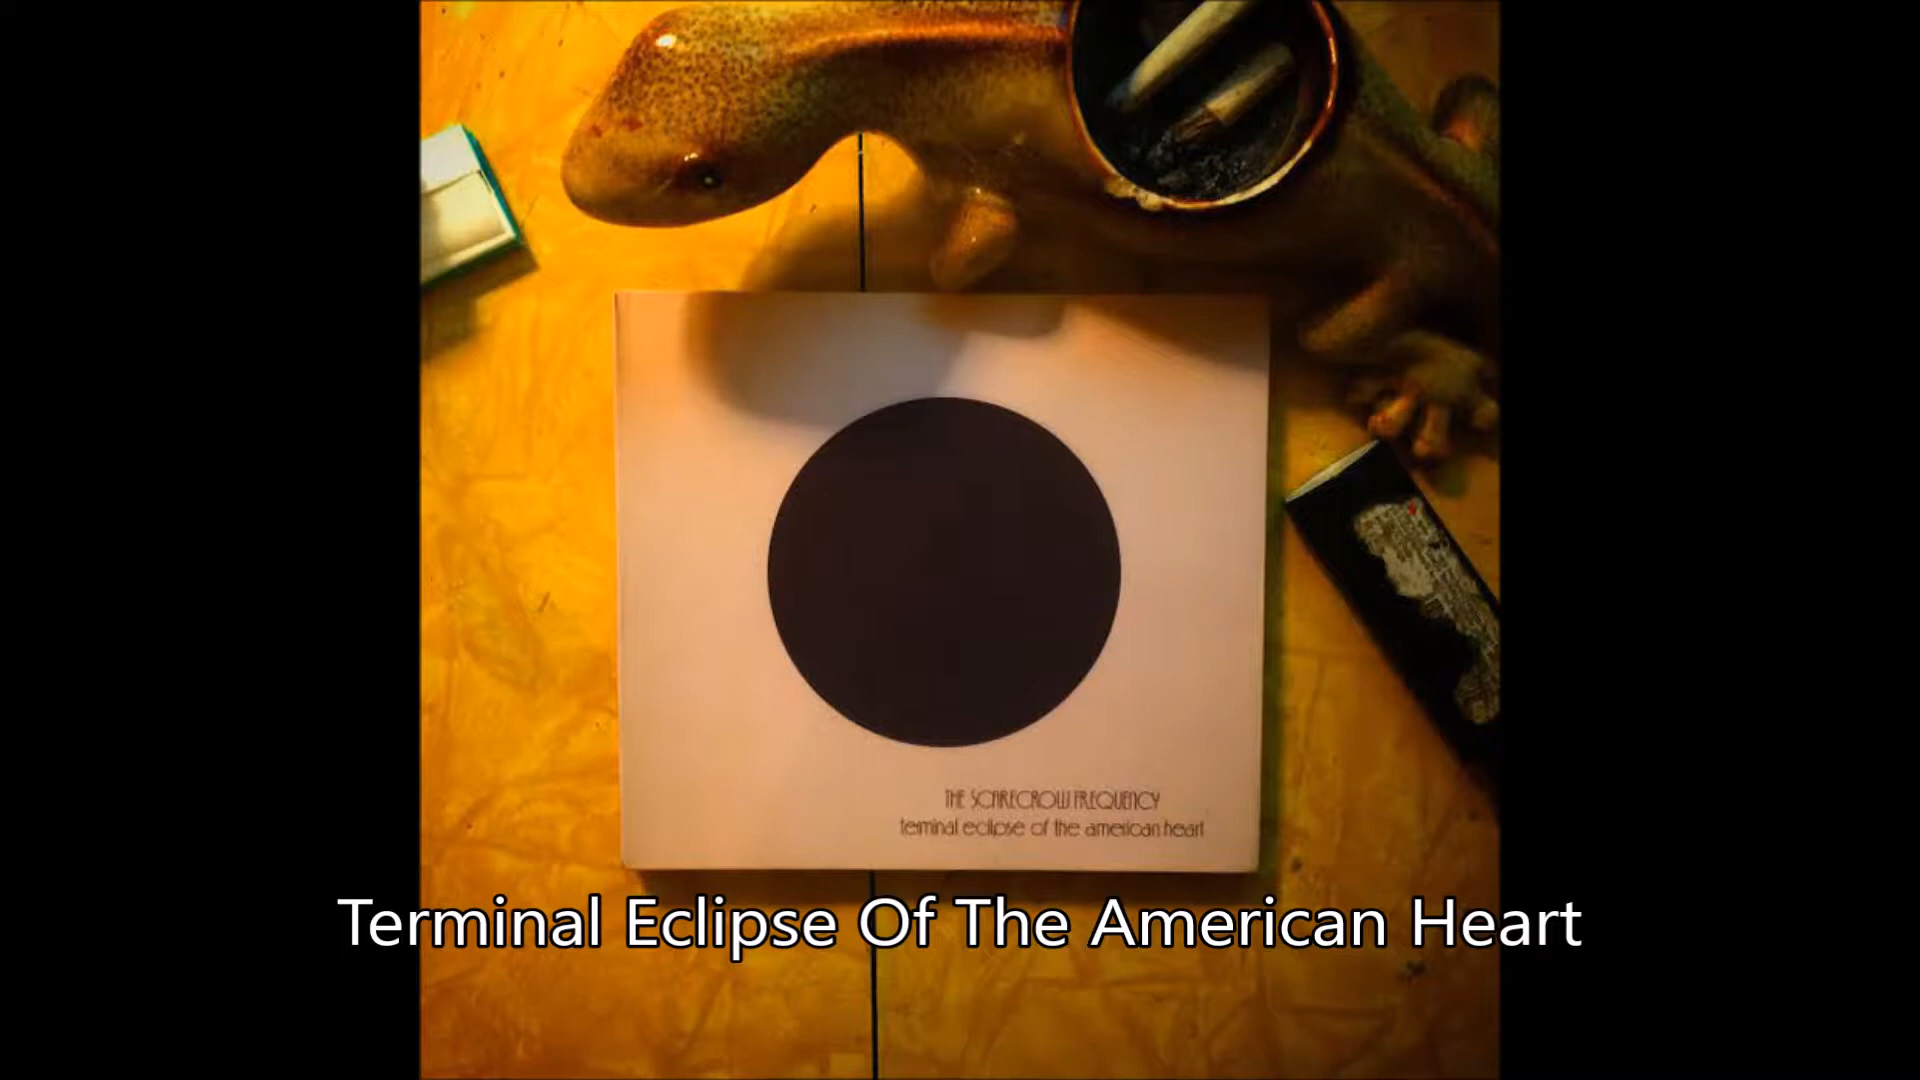 THE SCARECROW FREQUENCY
terminal eclipse of the american heart
Terminal Eclipse Of The American Heart